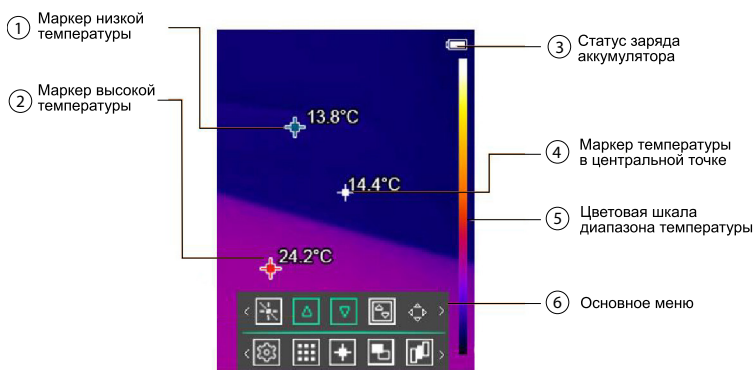 1 Маркер низкой
температуры
2 Маркер высокой
температуры
13.8°C
14.4°C
24.2°C
3 Статус заряда
аккумулятора
4 Маркер температуры
в центральной точке
5 Цветовая шкала
диапазона температуры
6 Основное меню